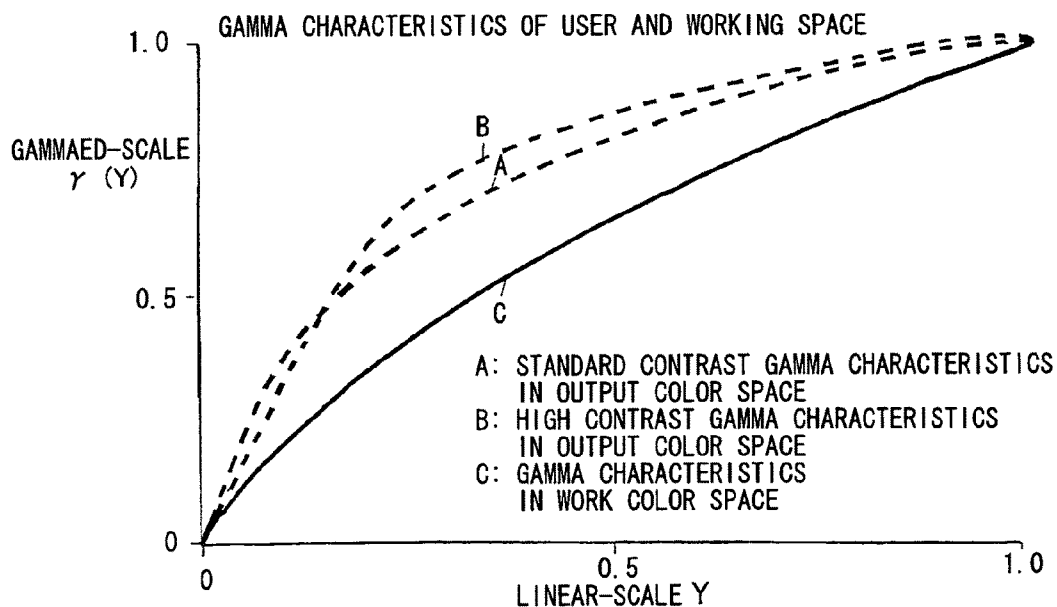 GAMMA CHARACTERISTICS OF USER AND WORKING SPACE
1.0
B
GAMMAED-SCALE
γ (Y)
A
0.5
C
A: STANDARD CONTRAST GAMMA CHARACTERISTICS
IN OUTPUT COLOR SPACE
B: HIGH CONTRAST GAMMA CHARACTERISTICS
IN OUTPUT COLOR SPACE
C: GAMMA CHARACTERISTICS
IN WORK COLOR SPACE
0
0
0.5
1.0
LINEAR-SCALE Y